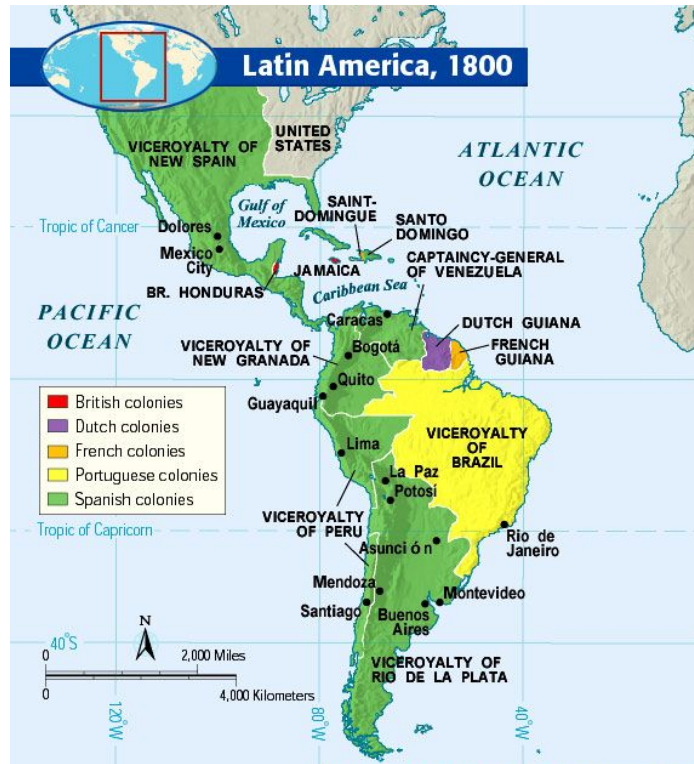 Latin America, 1800
UNITED
STATES
VICEROYALTY OF
NEW SPAIN
ATLANTIC
OCEAN
Gulf of
Mexico
SAINT-
DOMINGUE
SANTO
DOMINGO
Tropic of Cancer
Dolores
Mexico
City
JAMAICA
CAPTAINCY-GENERAL
OF VENEZUELA
BR. HONDURAS
Caribbean Sea
PACIFIC
OCEAN
Caracas
DUTCH GUIANA
VICEROYALTY OF
NEW GRANADA
Bogotá
FRENCH
GUIANA
Quito
Guayaquil
British colonies
Dutch colonies
French colonies
Portuguese colonies
Spanish colonies
VICEROYALTY
OF
BRAZIL
Lima
La Paz
Potosí
VICEROYALTY
OF PERU
Tropic of Capricorn
Asunción
Rio de
Janeiro
Mendoza
Santiago
Montevideo
Buenos
Aires
N
40°S
VICEROYALTY OF
RIO DE LA PLATA
0 2,000 Miles
0 4,000 Kilometers
120°W
80°W
40°W